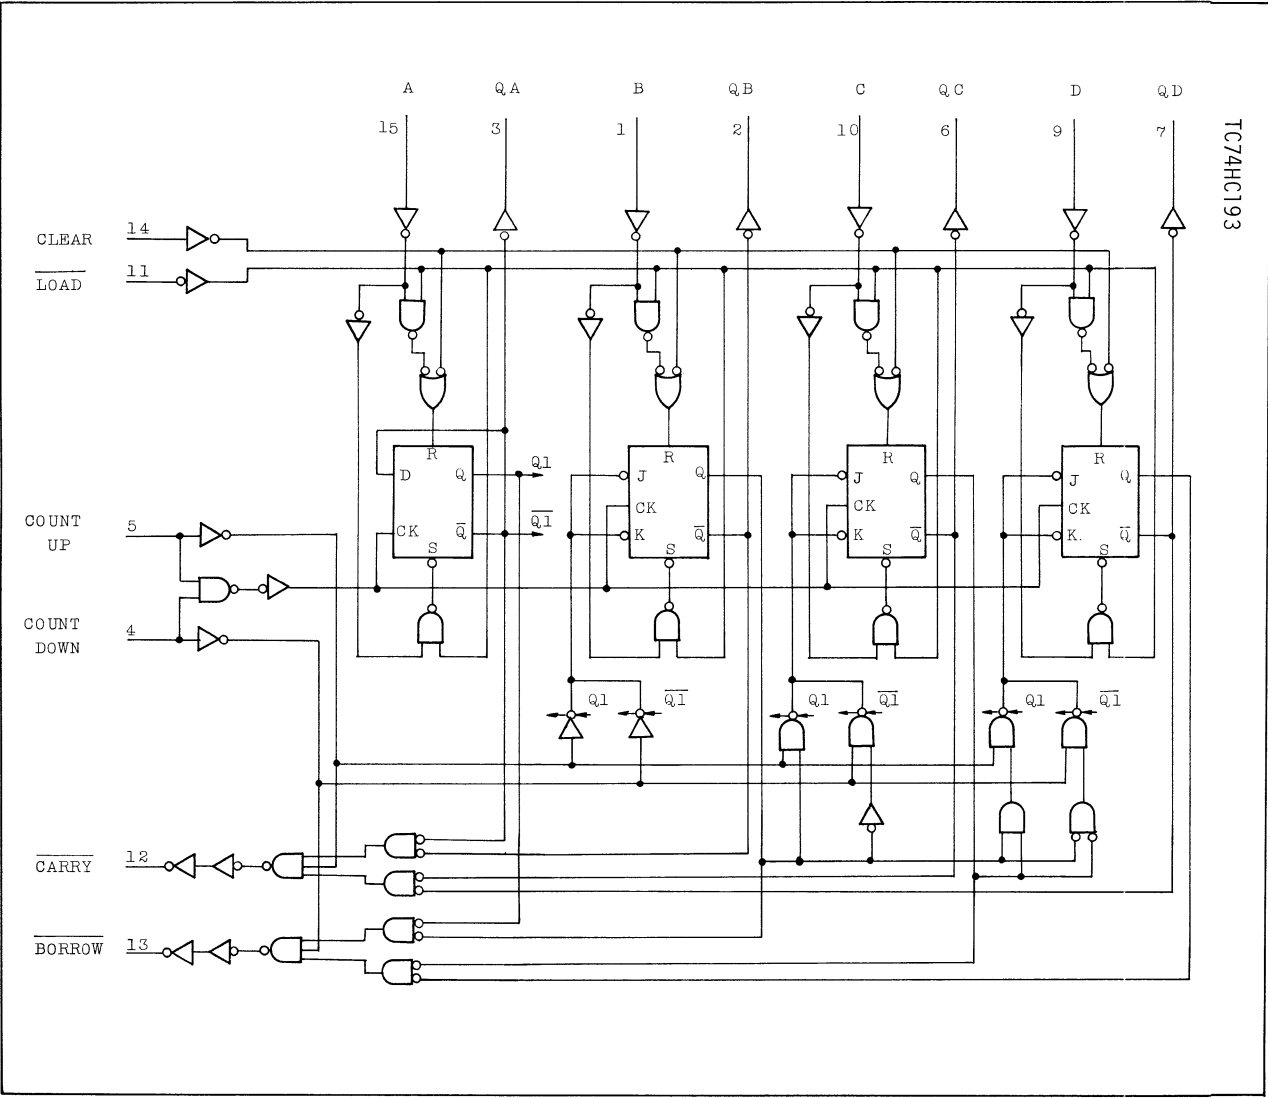 A QA B QB C QC D QD
15 3 1 2 10 6 9 7
TC74HC193
CLEAR 14
LOAD 11
R R R R
D Q Q1 J Q J Q J Q
CK CK CK
COUNT UP 5
CK Q Q1 K Q K Q K. Q
S S S S
COUNT DOWN 4
Q1 Q1 Q1 Q1 Q1 Q1
CARRY 12
BORROW 13